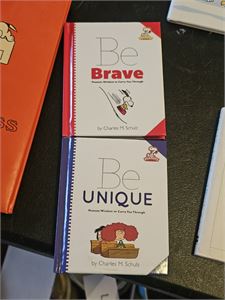 SS
Be
Brave
Peanuts Wisdom to Carry You Through
by Charles M. Schulz
Be
UNIQUE
Peanuts Wisdom to Carry You Through
by Charles M. Schulz